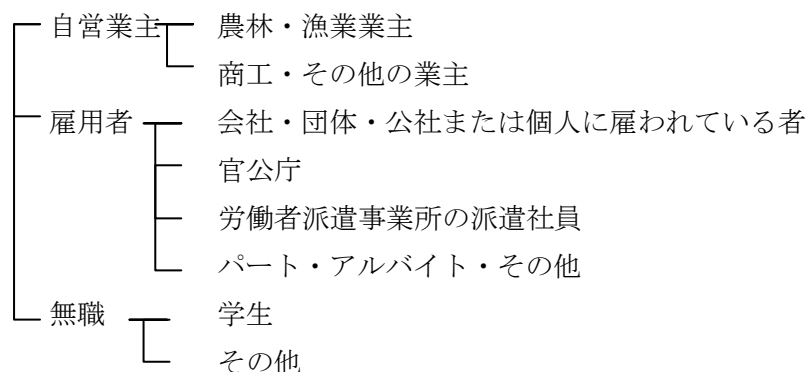 自営業主 農林・漁業業主
商工・その他の業主
雇用者 会社・団体・公社または個人に雇われている者
官公庁
労働者派遣事業所の派遣社員
パート・アルバイト・その他
無職 学生
その他